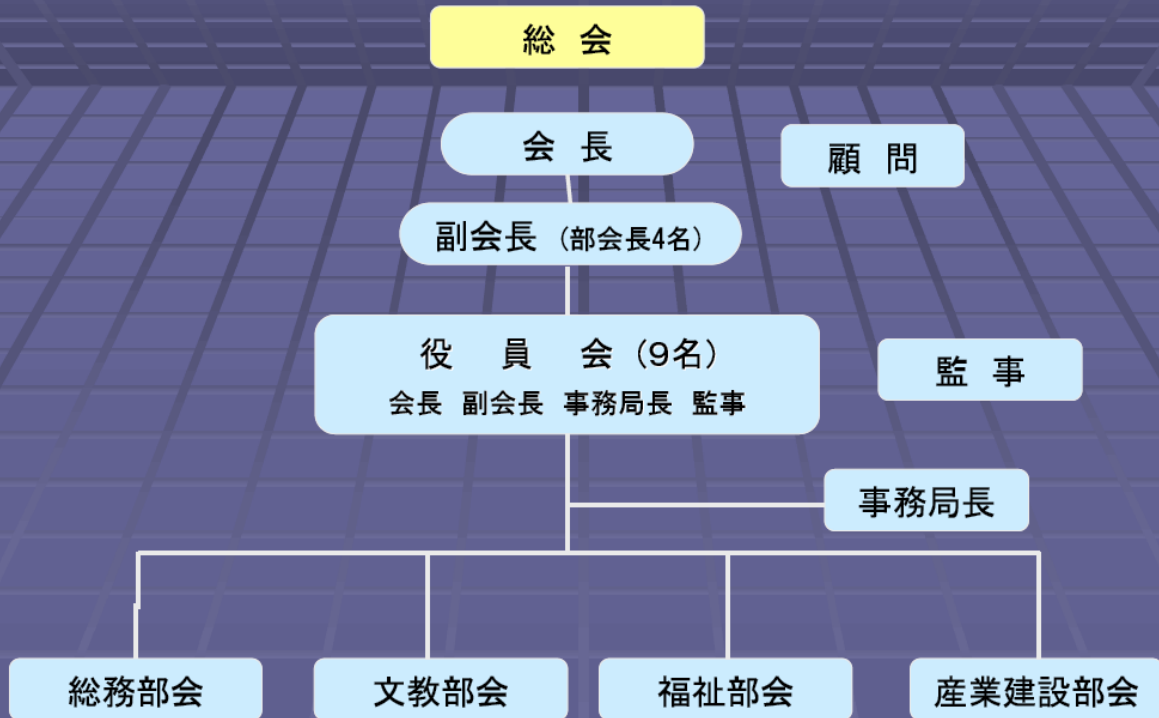 総 会
会 長
顧 問
副会長 (部会長4名)
役 員 会 (9名)
会長 副会長 事務局長 監事
監 事
事務局長
総務部会
文教部会
福祉部会
産業建設部会